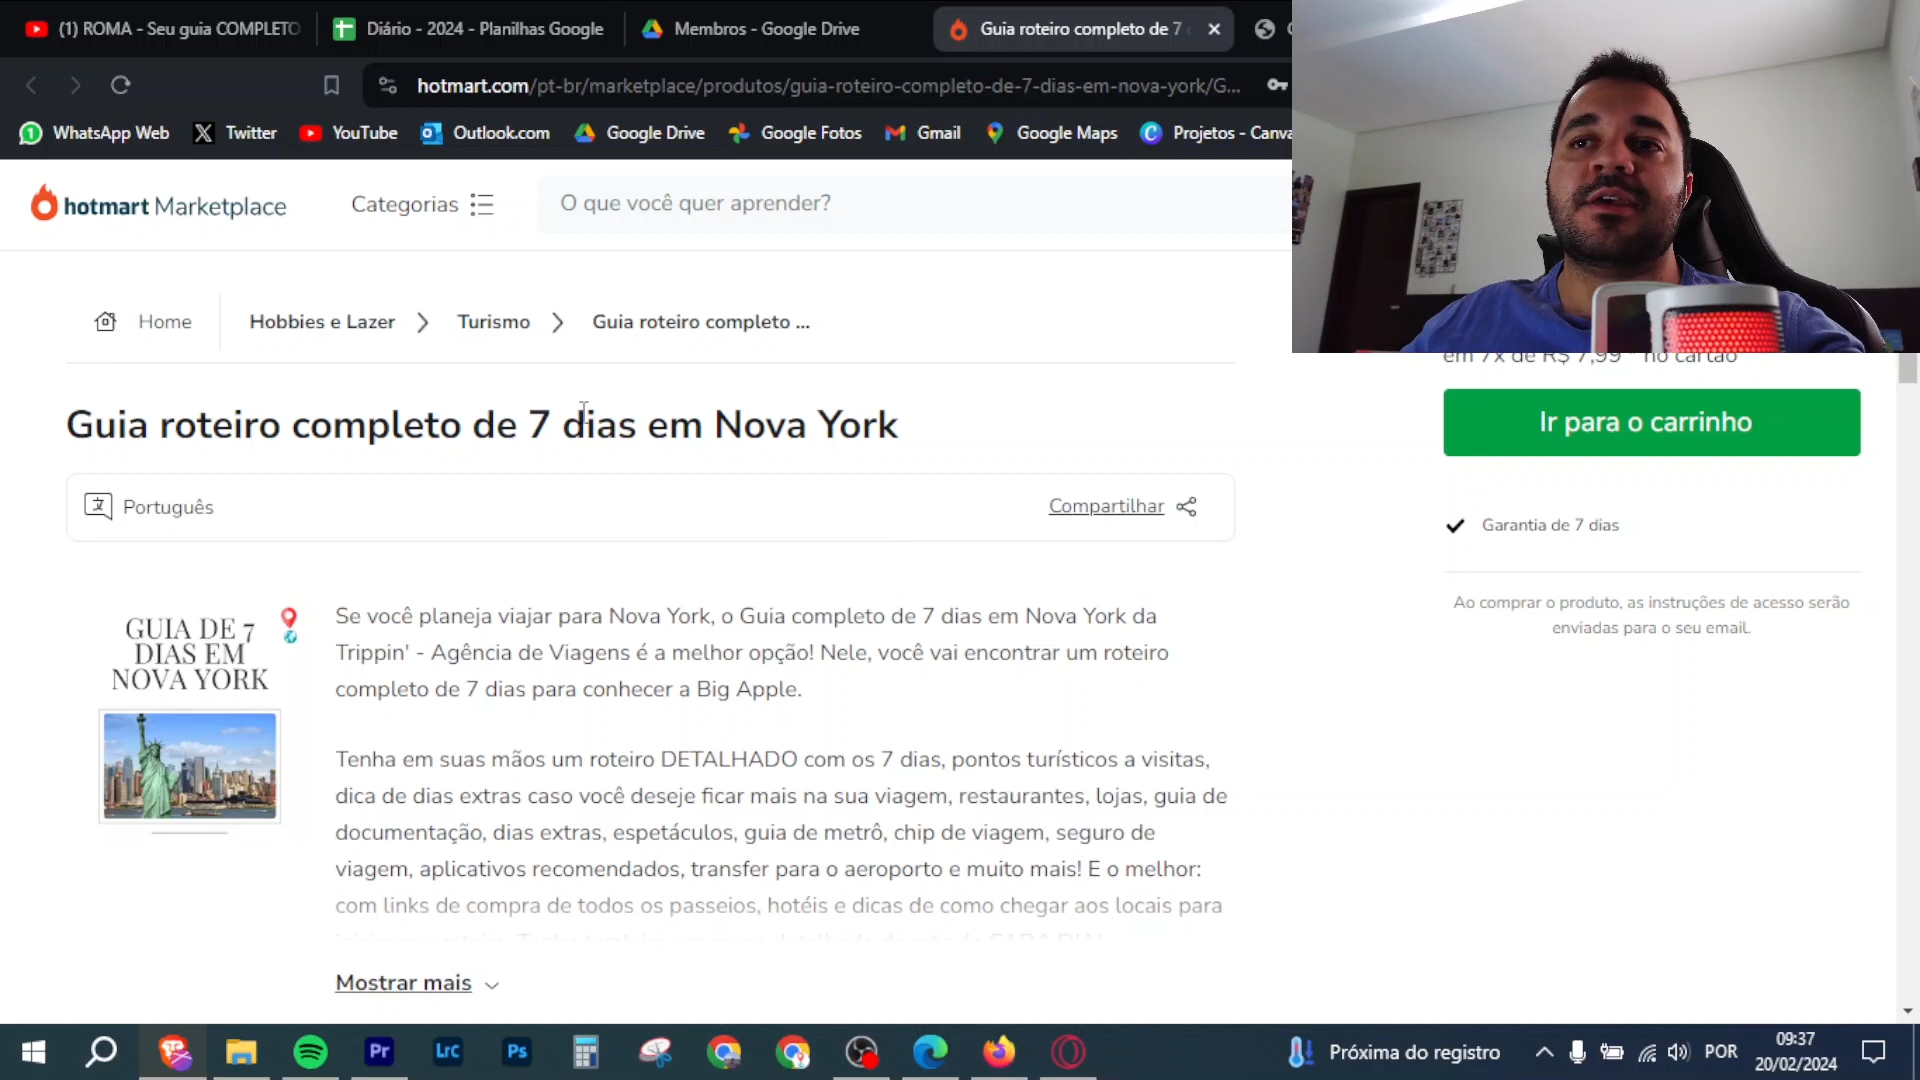 (1) ROMA - Seu guia COMPLETO
Diário - 2024 - Planilhas Google
Membros - Google Drive
Guia roteiro completo de 7
hotmart.com/pt-br/marketplace/produtos/guia-roteiro-completo-de-7-dias-em-nova-york/G...
WhatsApp Web
Twitter
YouTube
Outlook.com
Google Drive
Google Fotos
Gmail
Google Maps
Projetos - Canva
hotmart Marketplace
Categorias
O que você quer aprender?
Home
Hobbies e Lazer
Turismo
Guia roteiro completo ...
em 7x de R$ 7,99 * no cartão
Guia roteiro completo de 7 dias em Nova York
Ir para o carrinho
Português
Compartilhar
Garantia de 7 dias
Ao comprar o produto, as instruções de acesso serão
enviadas para o seu email.
GUIA DE 7
DIAS EM
NOVA YORK
Se você planeja viajar para Nova York, o Guia completo de 7 dias em Nova York da
Trippin' - Agência de Viagens é a melhor opção! Nele, você vai encontrar um roteiro
completo de 7 dias para conhecer a Big Apple.
Tenha em suas mãos um roteiro DETALHADO com os 7 dias, pontos turísticos a visitas,
dica de dias extras caso você deseje ficar mais na sua viagem, restaurantes, lojas, guia de
documentação, dias extras, espetáculos, guia de metrô, chip de viagem, seguro de
viagem, aplicativos recomendados, transfer para o aeroporto e muito mais! E o melhor:
com links de compra de todos os passeios, hotéis e dicas de como chegar aos locais para
Mostrar mais
Pr
LrC
Ps
Próxima do registro
POR
09:37
20/02/2024